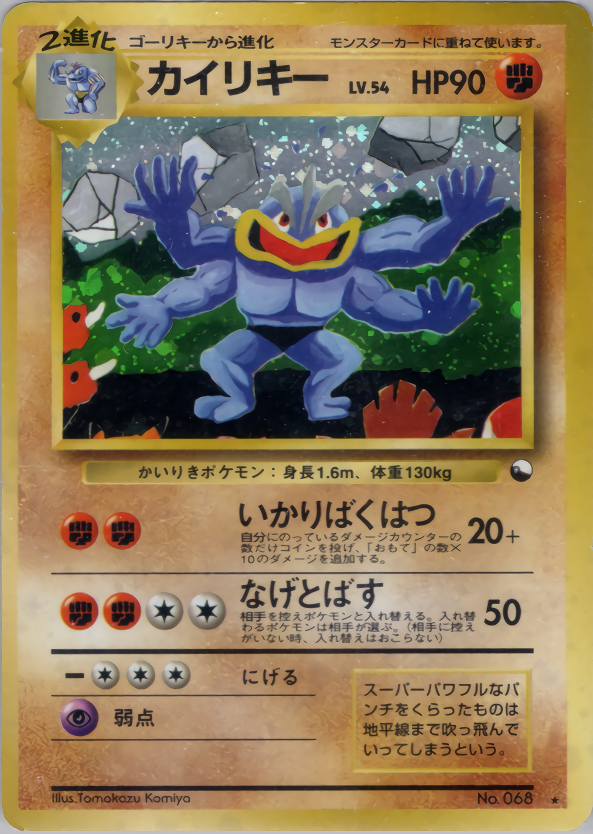 2進化 ゴーリキーから進化 モンスターカードに重ねて使います。
カイリキー LV.54 HP90
かいりきポケモン：身長1.6m、体重130kg
いかりばくはつ 20+
自分にのっているダメージカウンターの
数だけコインを投げ、「おもて」の数×
10のダメージを追加する。
なげとばす 50
相手を控えポケモンと入れ替える。入れ替
わるポケモンは相手が選ぶ。（相手に控え
がいない時、入れ替えはおこらない）
にげる
弱点
スーパーパワフルなパ
ンチをくらったものは
地平線まで吹っ飛んで
いってしまうという。
Illus.Tomokazu Komiya No. 068 ★